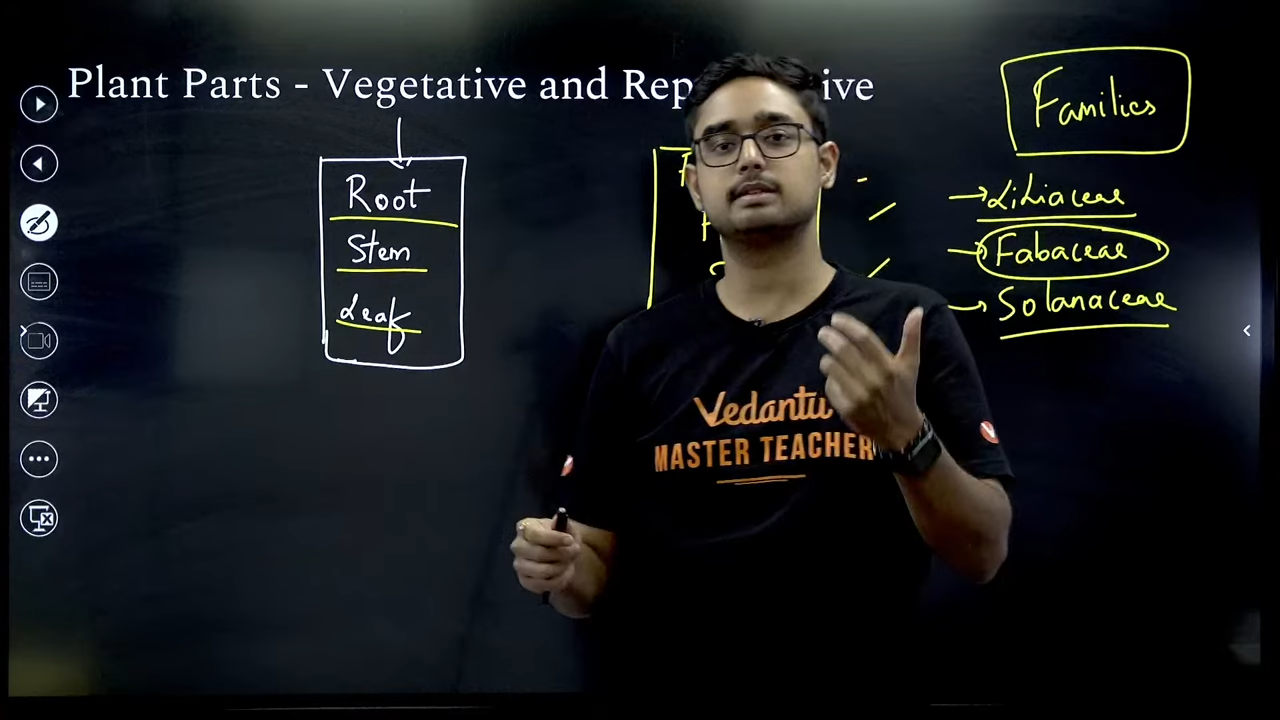 Plant Parts - Vegetative and Rep ive
Root
Stem
Leaf
Families
Liliaceae
Fabaceae
Solanaceae
Vedantu
MASTER TEACHER